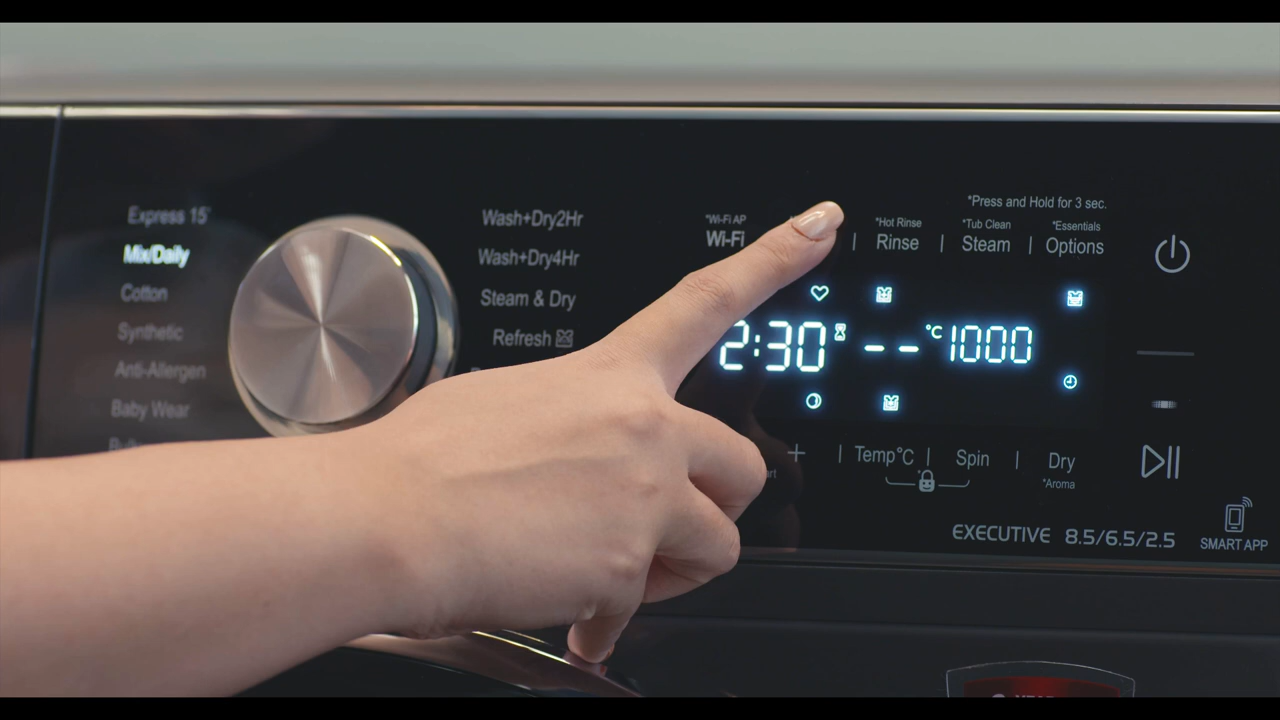 Express 15'
Mix/Daily
Cotton
Synthetic
Anti-Allergen
Baby Wear
Wash+Dry2Hr
Wash+Dry4Hr
Steam & Dry
Refresh
*Press and Hold for 3 sec.
*Wi-Fi AP
Wi-Fi
*Hot Rinse
Rinse
*Tub Clean
Steam
*Essentials
Options
2:30
-- °C
1000
+
Temp°C
Spin
Dry
*Aroma
EXECUTIVE 8.5/6.5/2.5
SMART APP